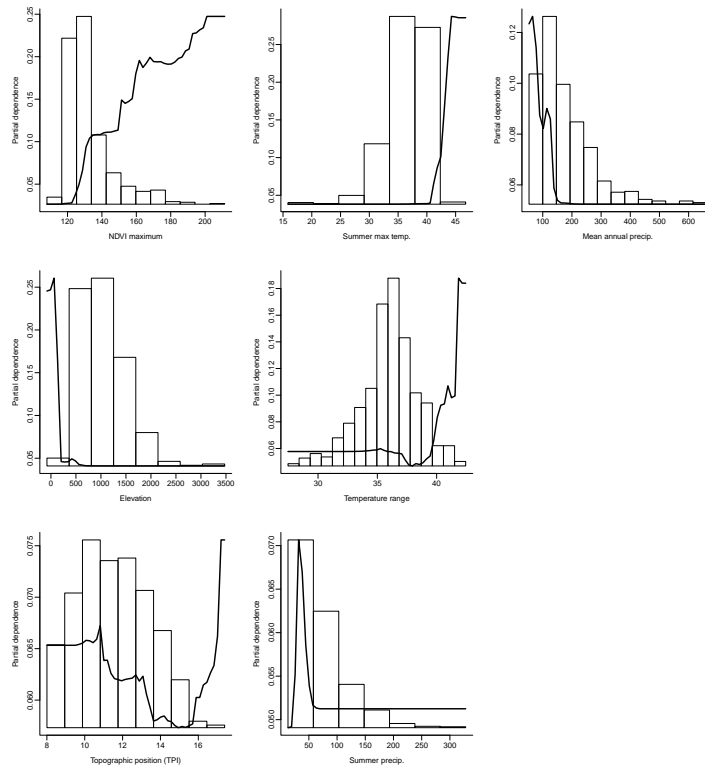 0.05 0.10 0.15 0.20 0.25
Partial dependence
120 140 160 180 200
NDVI maximum
0.05 0.10 0.15 0.20 0.25
Partial dependence
15 20 25 30 35 40 45
Summer max temp.
0.06 0.08 0.10 0.12
Partial dependence
100 200 300 400 500 600
Mean annual precip.
0.05 0.10 0.15 0.20 0.25
Partial dependence
0 500 1000 1500 2000 2500 3000 3500
Elevation
0.06 0.08 0.10 0.12 0.14 0.16 0.18
Partial dependence
30 35 40
Temperature range
0.060 0.065 0.070 0.075
Partial dependence
8 10 12 14 16
Topographic position (TPI)
0.050 0.055 0.060 0.065 0.070
Partial dependence
50 100 150 200 250 300
Summer precip.